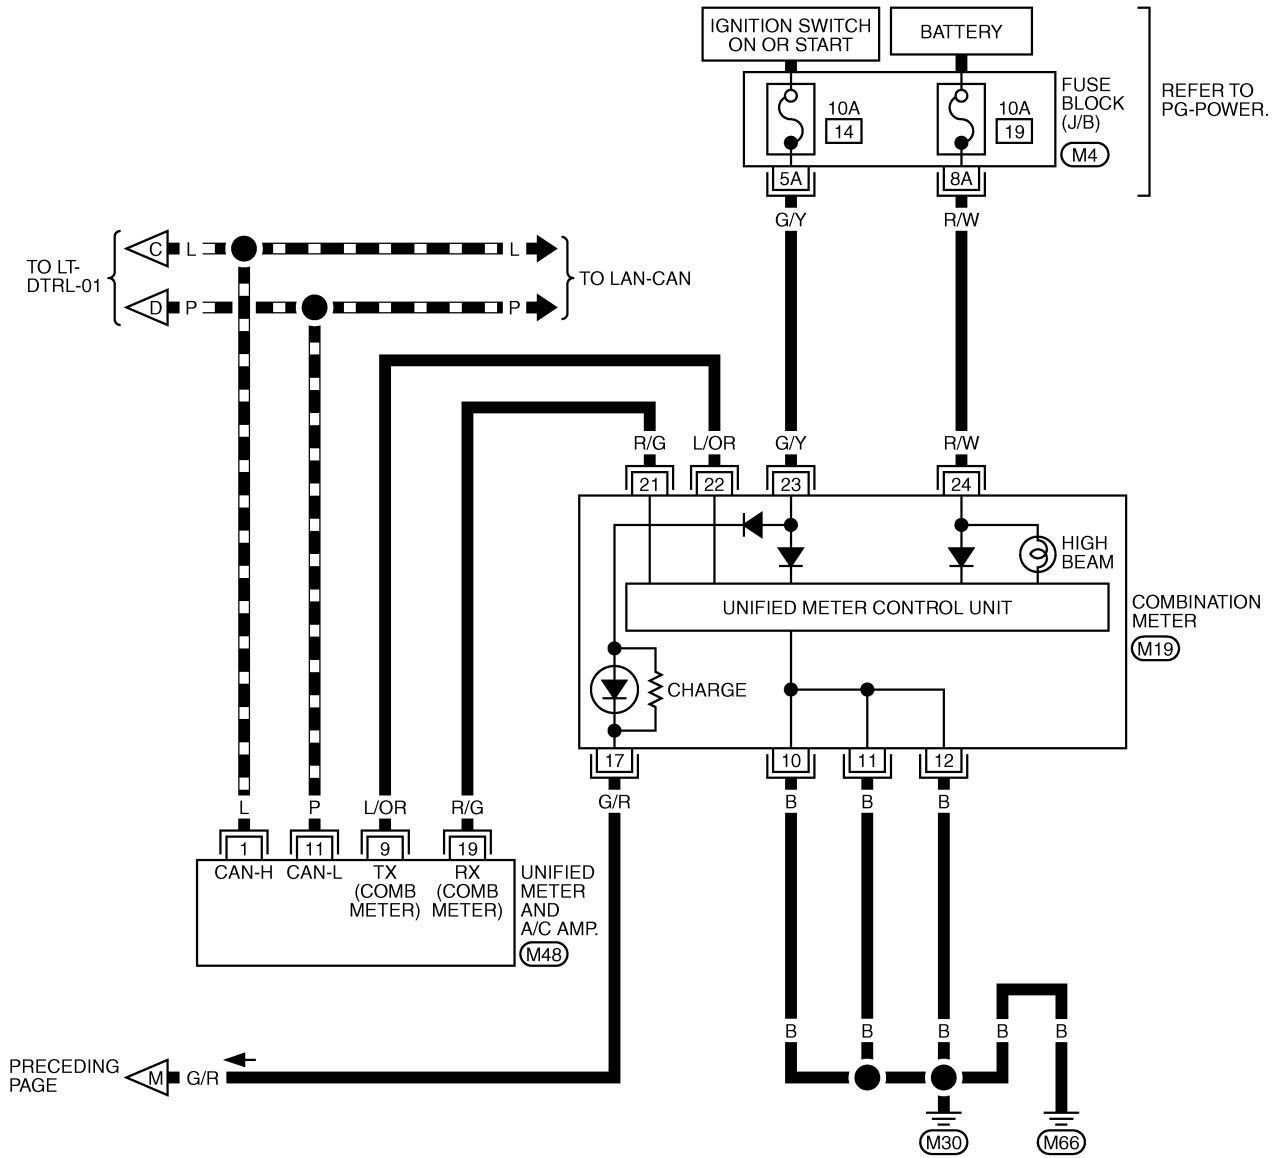 IGNITION SWITCH
ON OR START
BATTERY
FUSE
BLOCK
(J/B)
M4
REFER TO
PG-POWER.
10A
14
10A
19
5A
8A
G/Y
R/W
TO LT-
DTRL-01
C
L
L
D
P
P
TO LAN-CAN
R/G
L/OR
G/Y
R/W
21
22
23
24
HIGH
BEAM
UNIFIED METER CONTROL UNIT
COMBINATION
METER
M19
CHARGE
17
10
11
12
G/R
B
B
B
L
P
L/OR
R/G
1
11
9
19
CAN-H
CAN-L
TX
(COMB
METER)
RX
(COMB
METER)
UNIFIED
METER
AND
A/C AMP.
M48
B
B
B
B
B
PRECEDING
PAGE
M
G/R
M30
M66